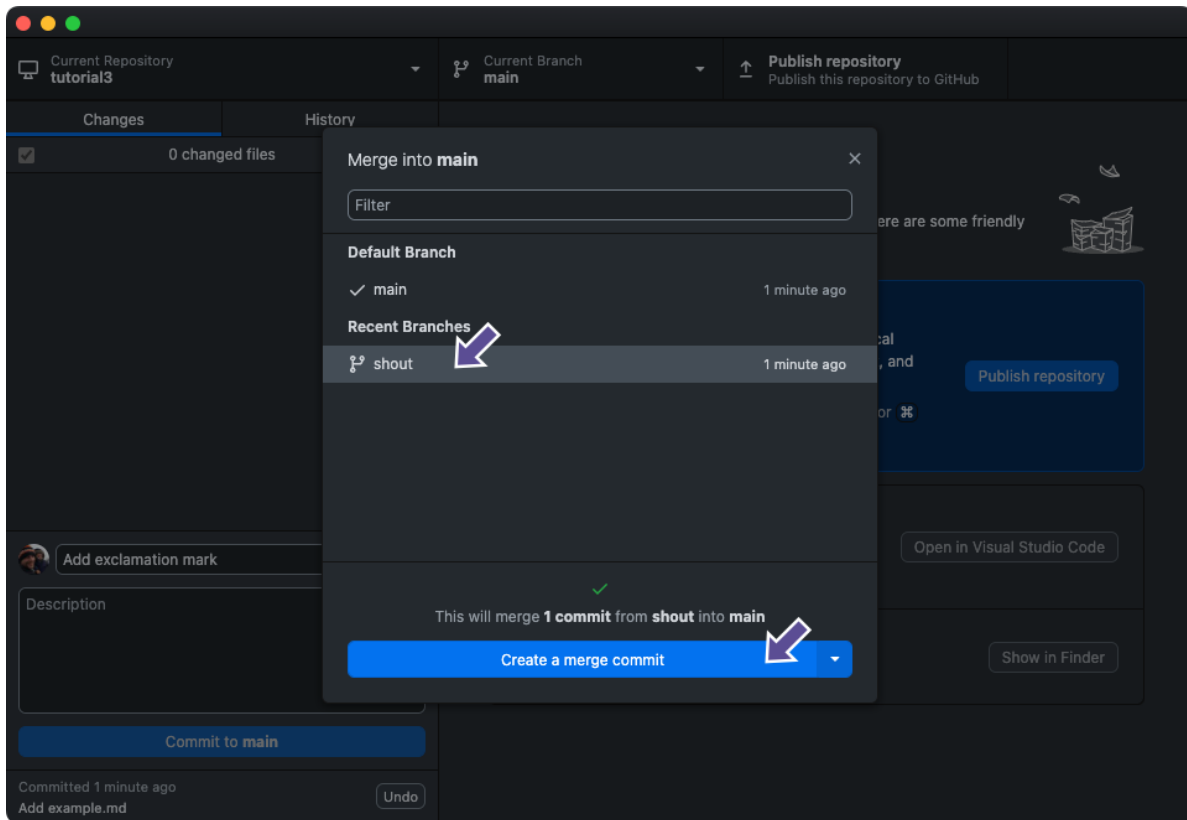 Current Repository
tutorial3
Current Branch
main
Publish repository
Publish this repository to GitHub
Changes
History
0 changed files
Merge into main
Filter
Default Branch
main
1 minute ago
Recent Branches
shout
1 minute ago
ere are some friendly
cal
, and
Publish repository
or ⌘
Open in Visual Studio Code
Show in Finder
This will merge 1 commit from shout into main
Create a merge commit
Add exclamation mark
Description
Commit to main
Committed 1 minute ago
Add example.md
Undo